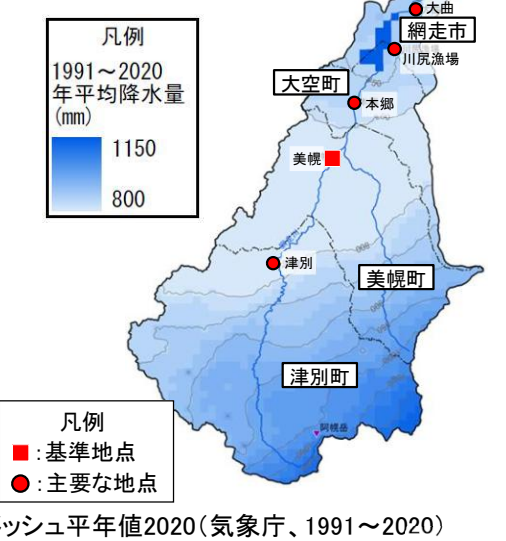 大曲
網走市
川尻漁場
凡例
1991～2020
年平均降水量
(mm)
1150
800
大空町
本郷
美幌
津別
美幌町
津別町
阿幌岳
凡例
■：基準地点
●：主要な地点
ッシュ平年値2020（気象庁、1991～2020）